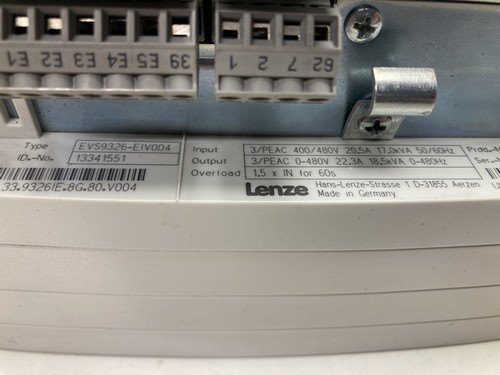 39 E5 E4 E3 E2 E1
62 7 2 1
Type EVS9326-EIV004
ID.-No. 13341551
33.9326IE.8G.80.V004
Input 3/PEAC 400/480V 20,5A 17,0kVA 50/60Hz
Output 3/PEAC 0-480V 22,3A 18,5kVA 0-480Hz
Overload 1,5 x IN for 60s
Lenze Hans-Lenze-Strasse 1 D-31855 Aerzen
Made in Germany
Prod.-N
Ser.-